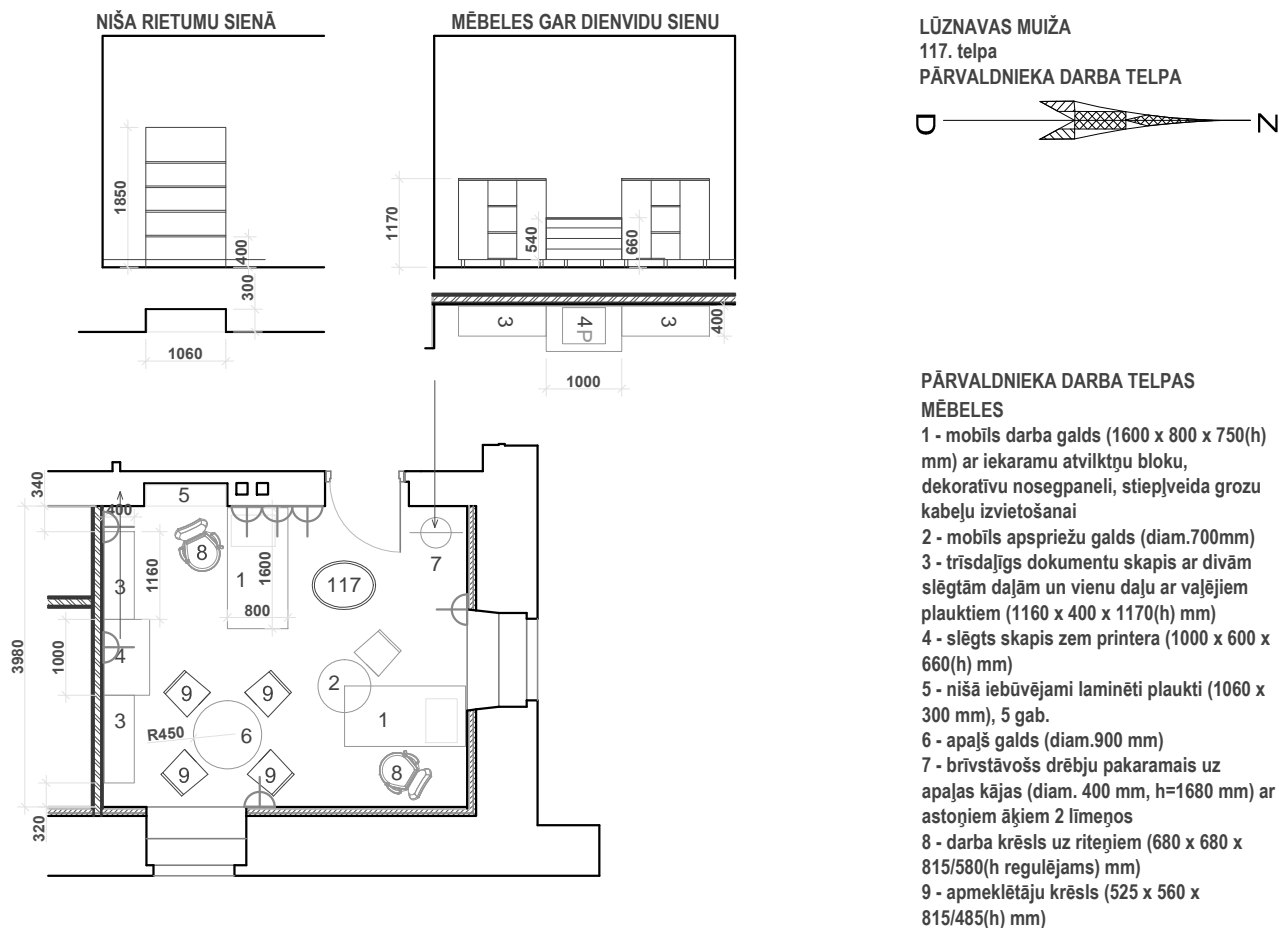 NIŠA RIETUMU SIENĀ
MĒBELES GAR DIENVIDU SIENU
LŪZNAVAS MUIŽA
117. telpa
PĀRVALDNIEKA DARBA TELPA
D
Z
1850
400
300
1060
1170
540
660
3
4
P
3
400
1000
PĀRVALDNIEKA DARBA TELPAS
MĒBELES
1 - mobīls darba galds (1600 x 800 x 750(h)
mm) ar iekaramu atvilktņu bloku,
dekoratīvu nosegpaneli, stiepļveida grozu
kabeļu izvietošanai
2 - mobīls apspriežu galds (diam.700mm)
3 - trīsdaļīgs dokumentu skapis ar divām
slēgtām daļām un vienu daļu ar vaļējiem
plauktiem (1160 x 400 x 1170(h) mm)
4 - slēgts skapis zem printera (1000 x 600 x
660(h) mm)
5 - nišā iebūvējami laminēti plaukti (1060 x
300 mm), 5 gab.
6 - apaļš galds (diam.900 mm)
7 - brīvstāvošs drēbju pakaramais uz
apaļas kājas (diam. 400 mm, h=1680 mm) ar
astoņiem āķiem 2 līmeņos
8 - darba krēsls uz riteņiem (680 x 680 x
815/580(h regulējams) mm)
9 - apmeklētāju krēsls (525 x 560 x
815/485(h) mm)
340
5
400
8
7
3
1160
1
1600
117
800
3980
1000
4
9
9
2
3
R450
6
1
9
9
8
320